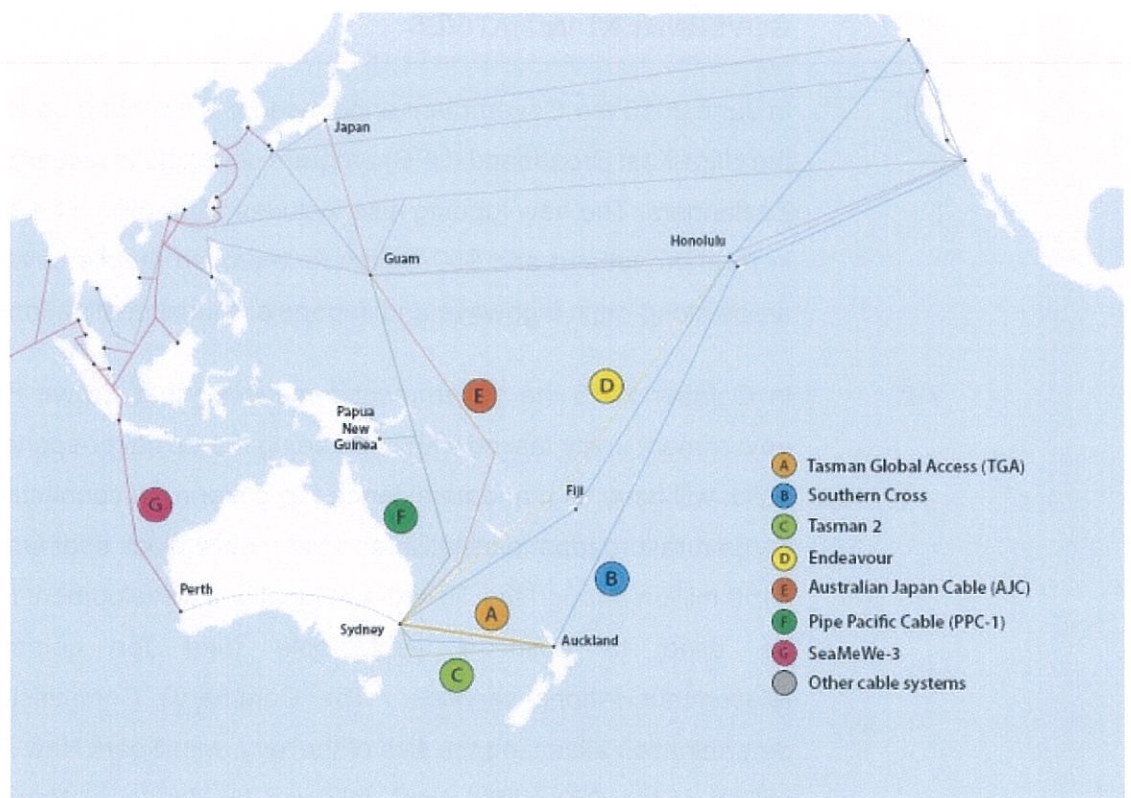 Japan
Guam
Honolulu
E
D
Papua
New
Guinea
A Tasman Global Access (TGA)
B Southern Cross
C Tasman 2
D Endeavour
E Australian Japan Cable (AJC)
F Pipe Pacific Cable (PPC-1)
G SeaMeWe-3
Other cable systems
G
F
Fiji
B
Perth
Sydney
A
Auckland
C